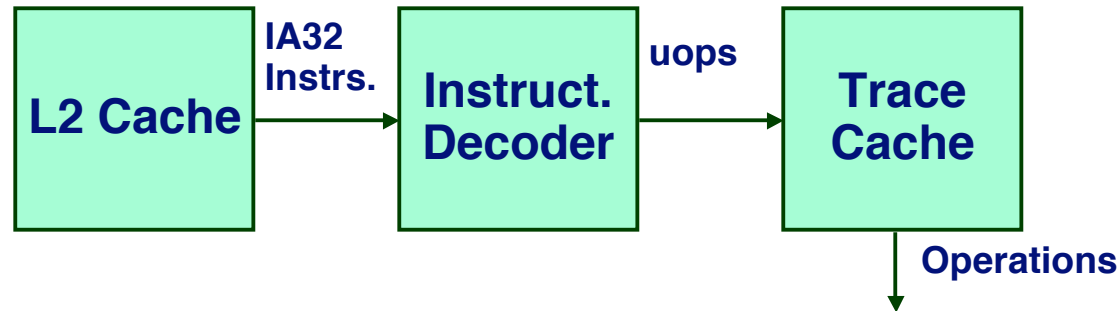 L2 Cache
IA32
Instrs.
Instruct.
Decoder
uops
Trace
Cache
Operations